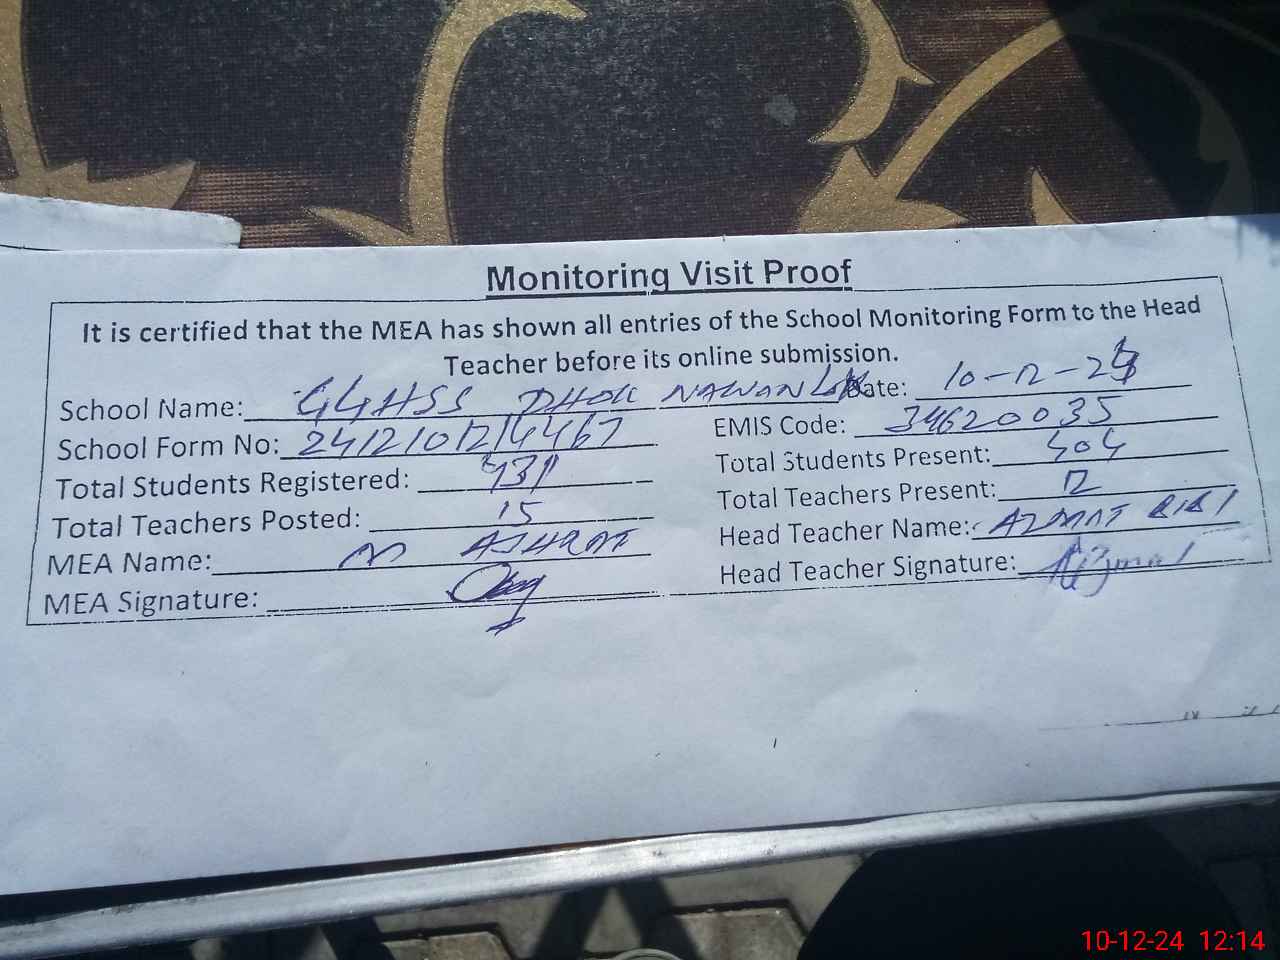 Monitoring Visit Proof
It is certified that the MEA has shown all entries of the School Monitoring Form to the Head
Teacher before its online submission.
School Name: GGHSS DHOK NAWAN LOK Date: 10-12-24
School Form No: 2412101214467 EMIS Code: 34620035
Total Students Registered: 431 Total Students Present: 404
Total Teachers Posted: 15 Total Teachers Present: 12
MEA Name: M ASHRAF Head Teacher Name: AZMAT BIBI
MEA Signature: Head Teacher Signature:
10-12-24 12:14